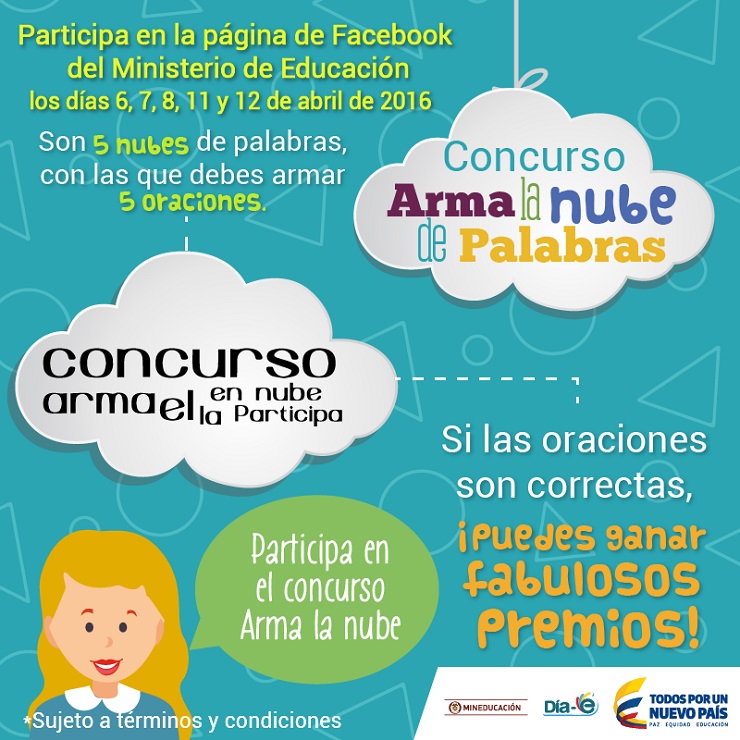 Participa en la página de Facebook
del Ministerio de Educación
los días 6, 7, 8, 11 y 12 de abril de 2016
Son 5 nubes de palabras,
con las que debes armar
5 oraciones.
Concurso
Arma la nube
de Palabras
concurso
arma el en nube
la Participa
Si las oraciones
son correctas,
¡Puedes ganar
fabulosos
premios!
Participa en
el concurso
Arma la nube
*Sujeto a términos y condiciones
MINEDUCACIÓN
Día-e
TODOS POR UN
NUEVO PAÍS
PAZ EQUIDAD EDUCACIÓN